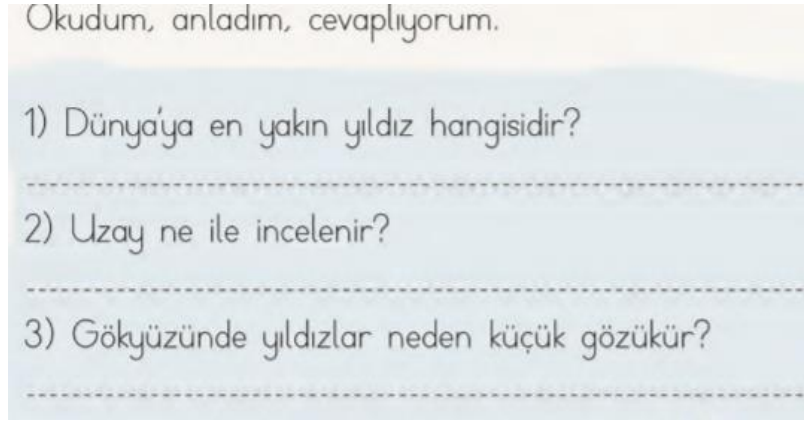 Okudum, anladım, cevaplıyorum.
1) Dünya'ya en yakın yıldız hangisidir?
2) Uzay ne ile incelenir?
3) Gökyüzünde yıldızlar neden küçük gözükür?